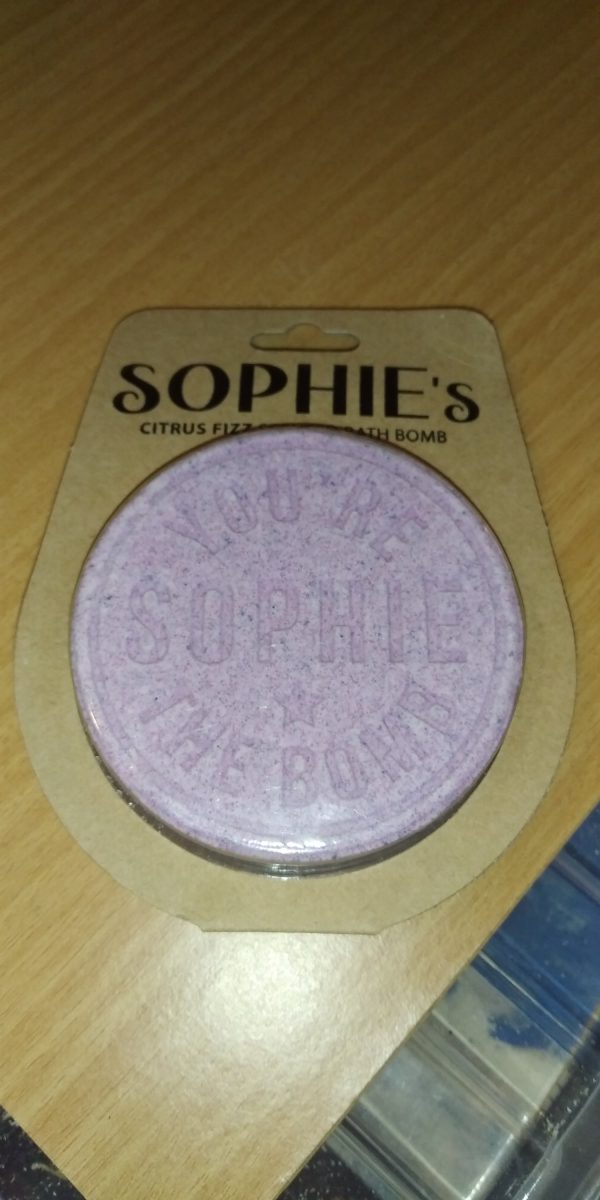 SOPHIE's
CITRUS FIZZ BATH BOMB
YOU'RE
SOPHIE
THE BOMB